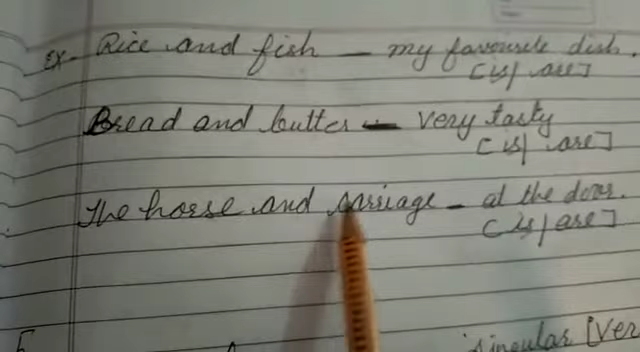 Ex- Rice and fish — my favourite dish.
[is/ are]
Bread and butter — very tasty
[is/ are]
The horse and carriage - at the door.
[is/are]
singular [Ver